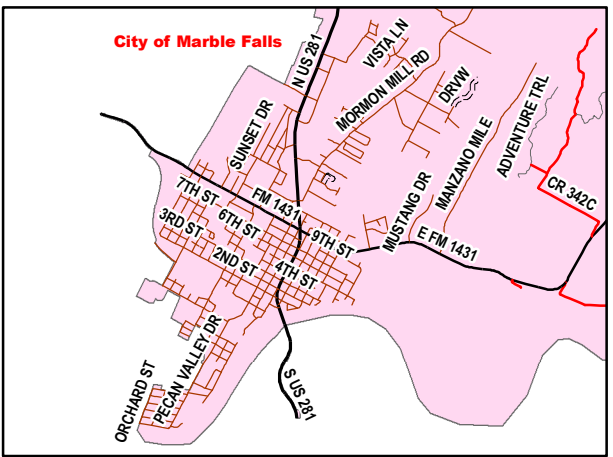 City of Marble Falls
N US 281
VISTA LN
MORMON MILL RD
DRVW
SUNSET DR
MANZANO MILE
ADVENTURE TRL
CR 342C
7TH ST
FM 1431
MUSTANG DR
3RD ST
6TH ST
9TH ST
E FM 1431
2ND ST
4TH ST
PECAN VALLEY DR
ORCHARD ST
S US 281